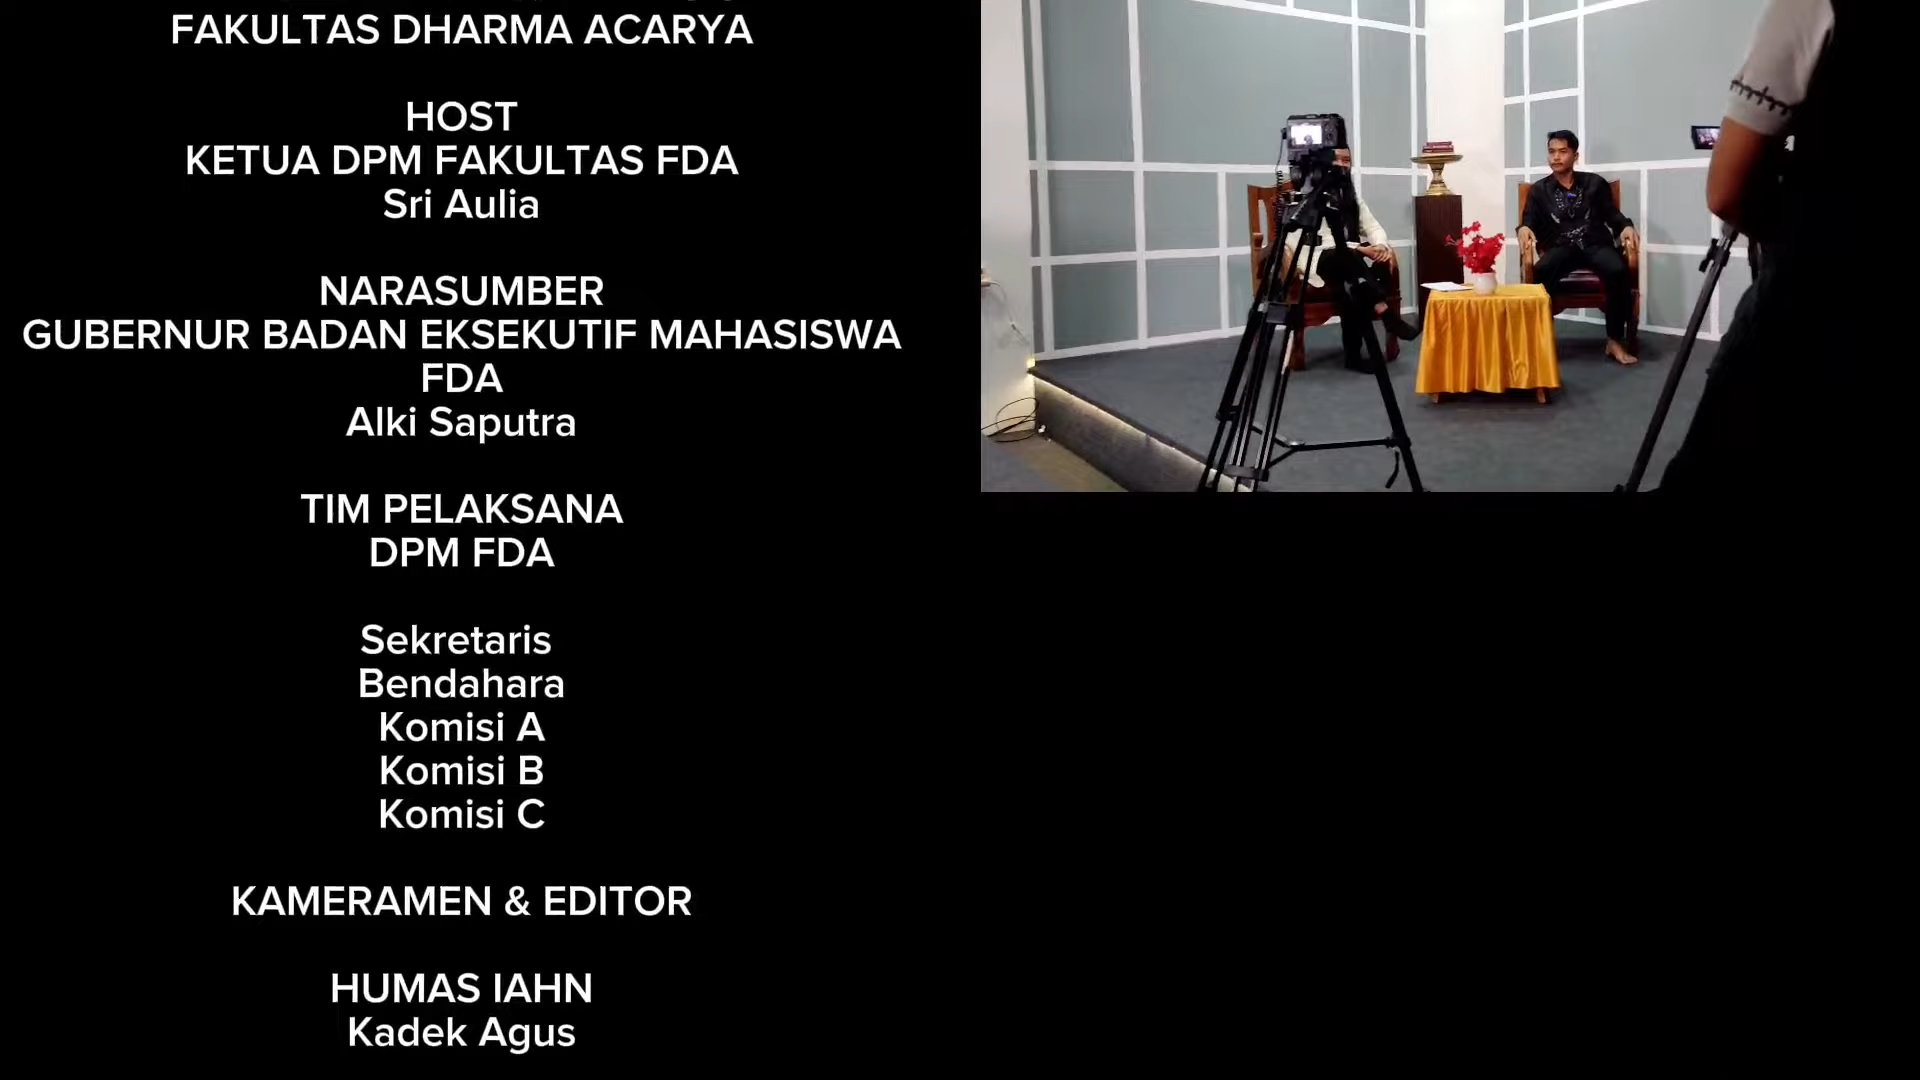 FAKULTAS DHARMA ACARYA
HOST
KETUA DPM FAKULTAS FDA
Sri Aulia
NARASUMBER
GUBERNUR BADAN EKSEKUTIF MAHASISWA
FDA
Alki Saputra
TIM PELAKSANA
DPM FDA
Sekretaris
Bendahara
Komisi A
Komisi B
Komisi C
KAMERAMEN & EDITOR
HUMAS IAHN
Kadek Agus